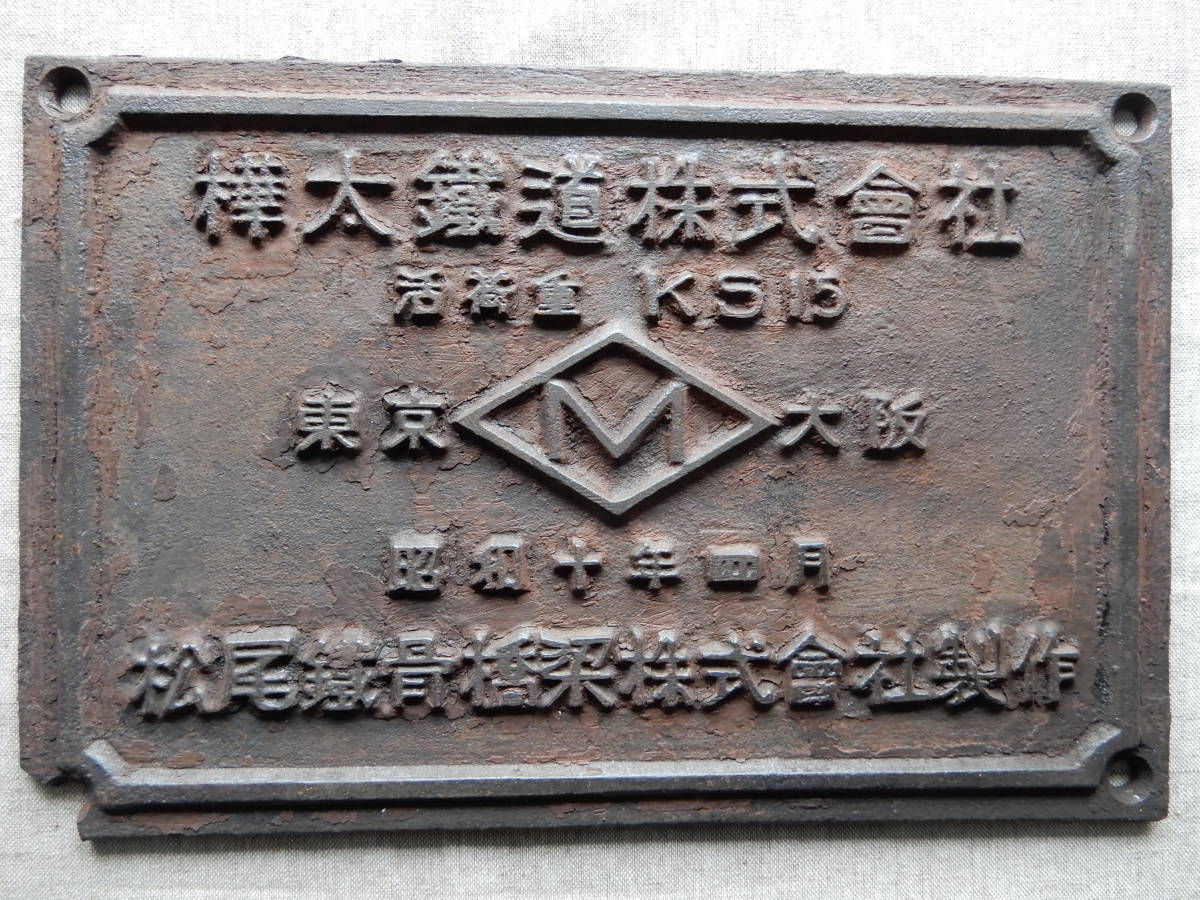 樺太鐵道株式會社
活荷重 KS15
東京 M 大阪
昭和十年四月
松尾鐵骨橋梁株式會社製作